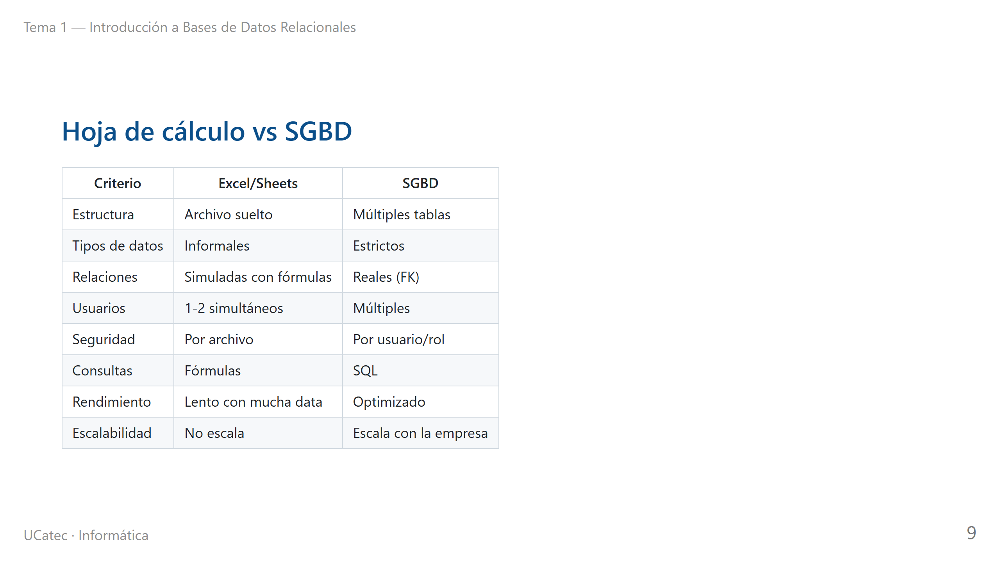 Tema 1 — Introducción a Bases de Datos Relacionales
Hoja de cálculo vs SGBD
Criterio Excel/Sheets SGBD
Estructura Archivo suelto Múltiples tablas
Tipos de datos Informales Estrictos
Relaciones Simuladas con fórmulas Reales (FK)
Usuarios 1-2 simultáneos Múltiples
Seguridad Por archivo Por usuario/rol
Consultas Fórmulas SQL
Rendimiento Lento con mucha data Optimizado
Escalabilidad No escala Escala con la empresa
UCatec · Informática
9